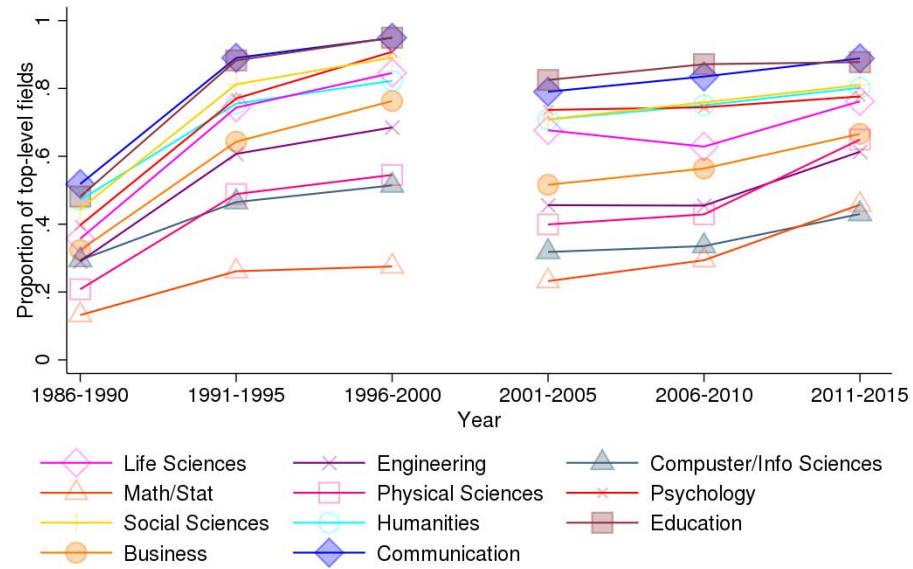 Proportion of top-level fields
1
.8
.6
.4
.2
0
1986-1990 1991-1995 1996-2000 2001-2005 2006-2010 2011-2015
Year
Life Sciences Engineering Compuster/Info Sciences
Math/Stat Physical Sciences Psychology
Social Sciences Humanities Education
Business Communication